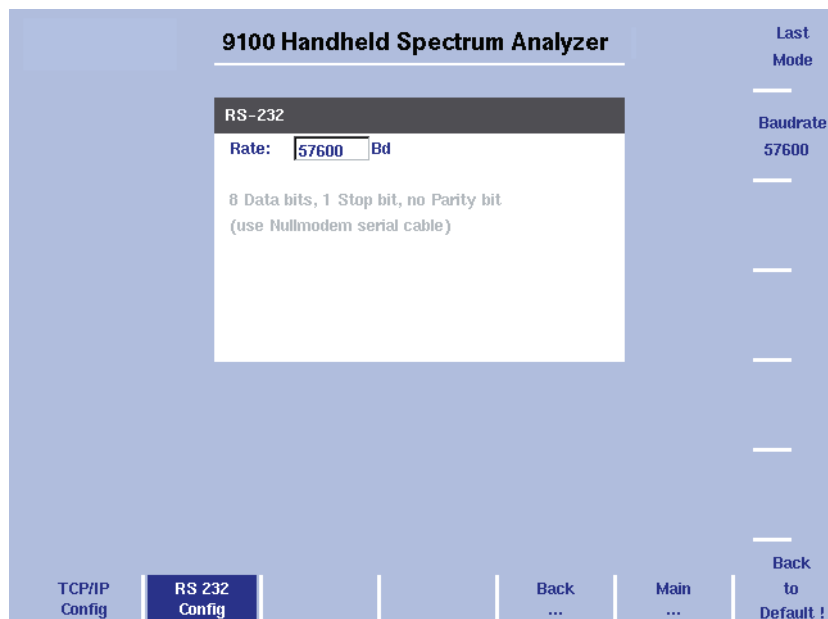 9100 Handheld Spectrum Analyzer
Last
Mode
RS-232
Rate: 57600 Bd
Baudrate
57600
8 Data bits, 1 Stop bit, no Parity bit
(use Nullmodem serial cable)
TCP/IP
Config
RS 232
Config
Back
...
Main
...
Back
to
Default !